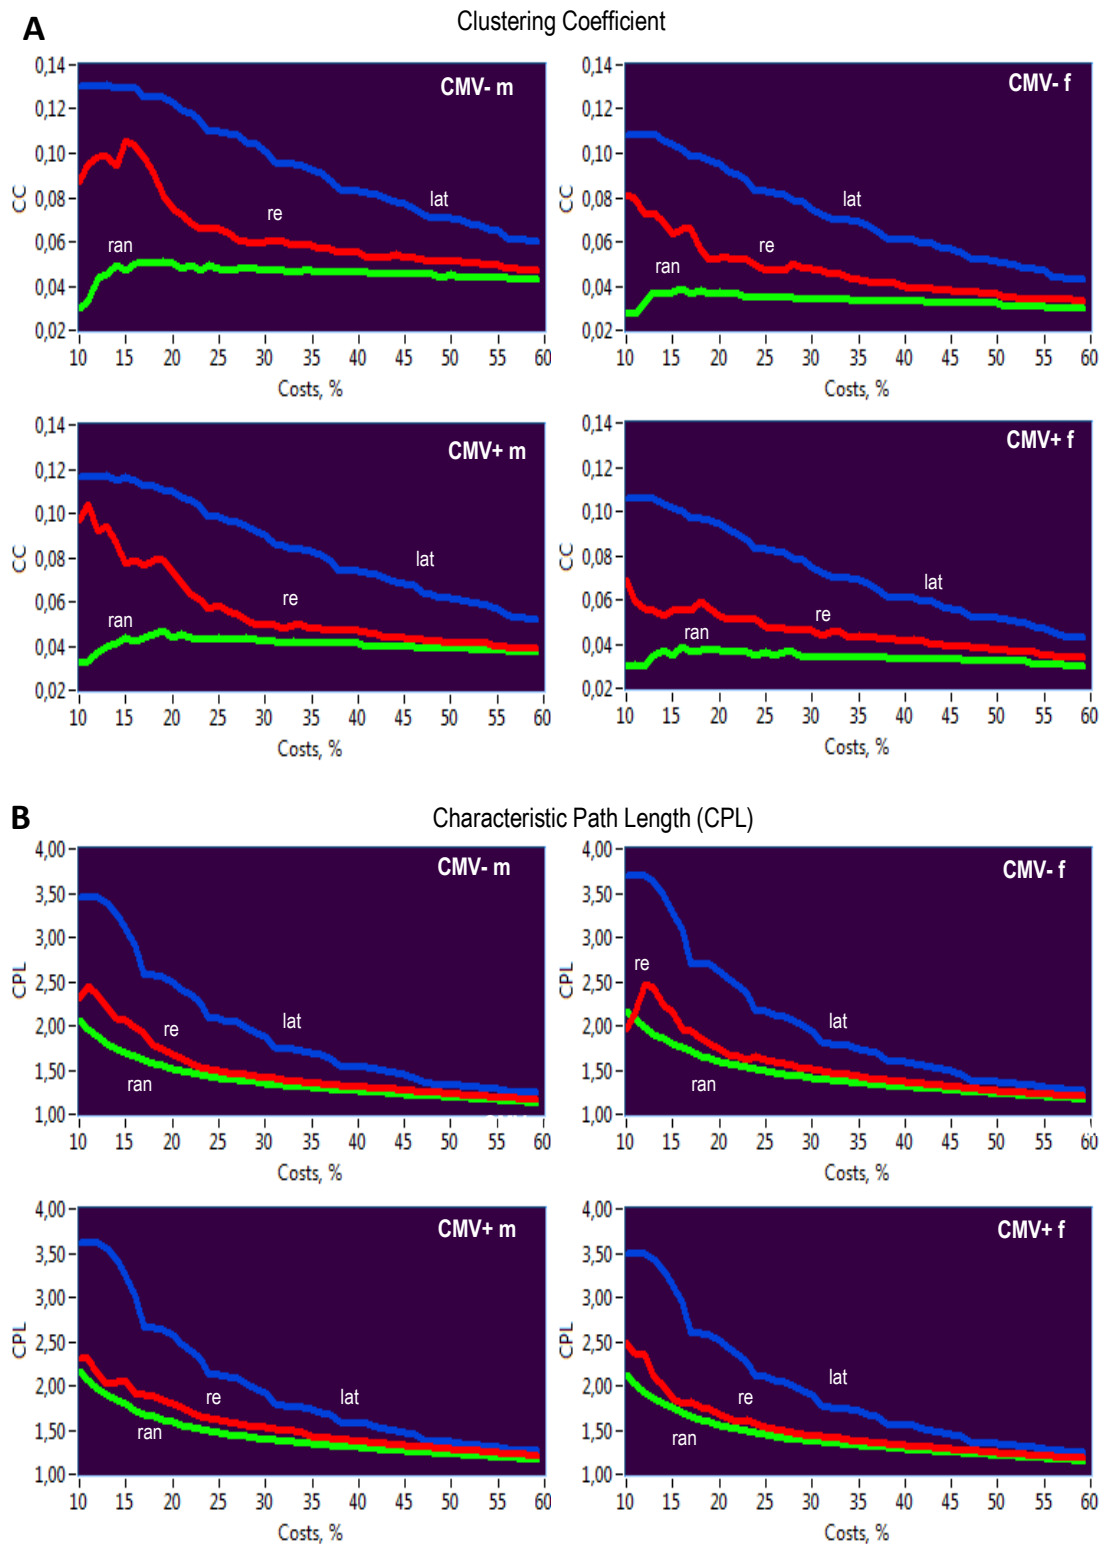 A
Clustering Coefficient
0,14
0,12
0,10
0,08
0,06
0,04
0,02
CC
CMV- m
lat
re
ran
10 15 20 25 30 35 40 45 50 55 60
Costs, %
0,14
0,12
0,10
0,08
0,06
0,04
0,02
CC
CMV- f
lat
re
ran
10 15 20 25 30 35 40 45 50 55 60
Costs, %
0,14
0,12
0,10
0,08
0,06
0,04
0,02
CC
CMV+ m
lat
re
ran
10 15 20 25 30 35 40 45 50 55 60
Costs, %
0,14
0,12
0,10
0,08
0,06
0,04
0,02
CC
CMV+ f
lat
re
ran
10 15 20 25 30 35 40 45 50 55 60
Costs, %
B
Characteristic Path Length (CPL)
4,00
3,50
3,00
2,50
2,00
1,50
1,00
CPL
CMV- m
lat
re
ran
10 15 20 25 30 35 40 45 50 55 60
Costs, %
4,00
3,50
3,00
2,50
2,00
1,50
1,00
CPL
CMV- f
re
lat
ran
10 15 20 25 30 35 40 45 50 55 60
Costs, %
4,00
3,50
3,00
2,50
2,00
1,50
1,00
CPL
CMV+ m
re
lat
ran
10 15 20 25 30 35 40 45 50 55 60
Costs, %
4,00
3,50
3,00
2,50
2,00
1,50
1,00
CPL
CMV+ f
lat
re
ran
10 15 20 25 30 35 40 45 50 55 60
Costs, %